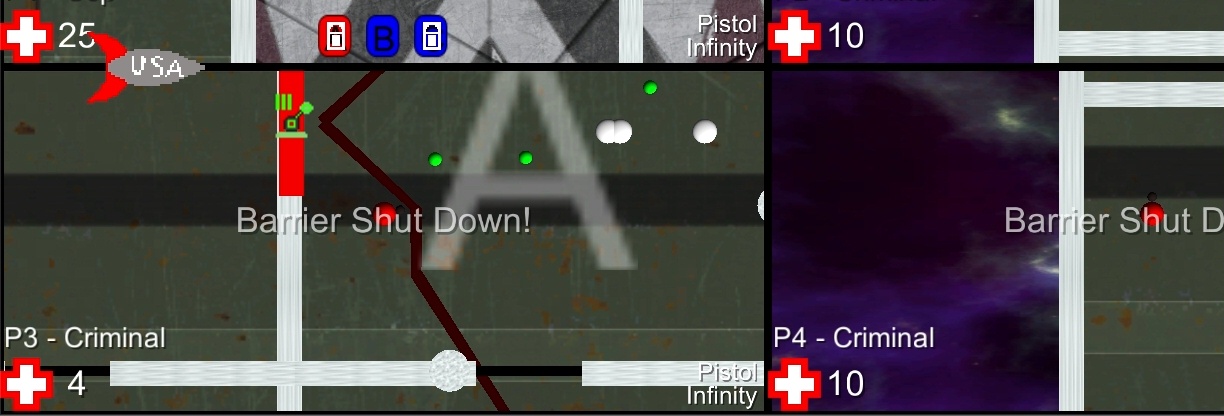 25
B
Pistol
Infinity
10
USA
A
Barrier Shut Down!
Barrier Shut D
P3 - Criminal
4
Pistol
Infinity
P4 - Criminal
10